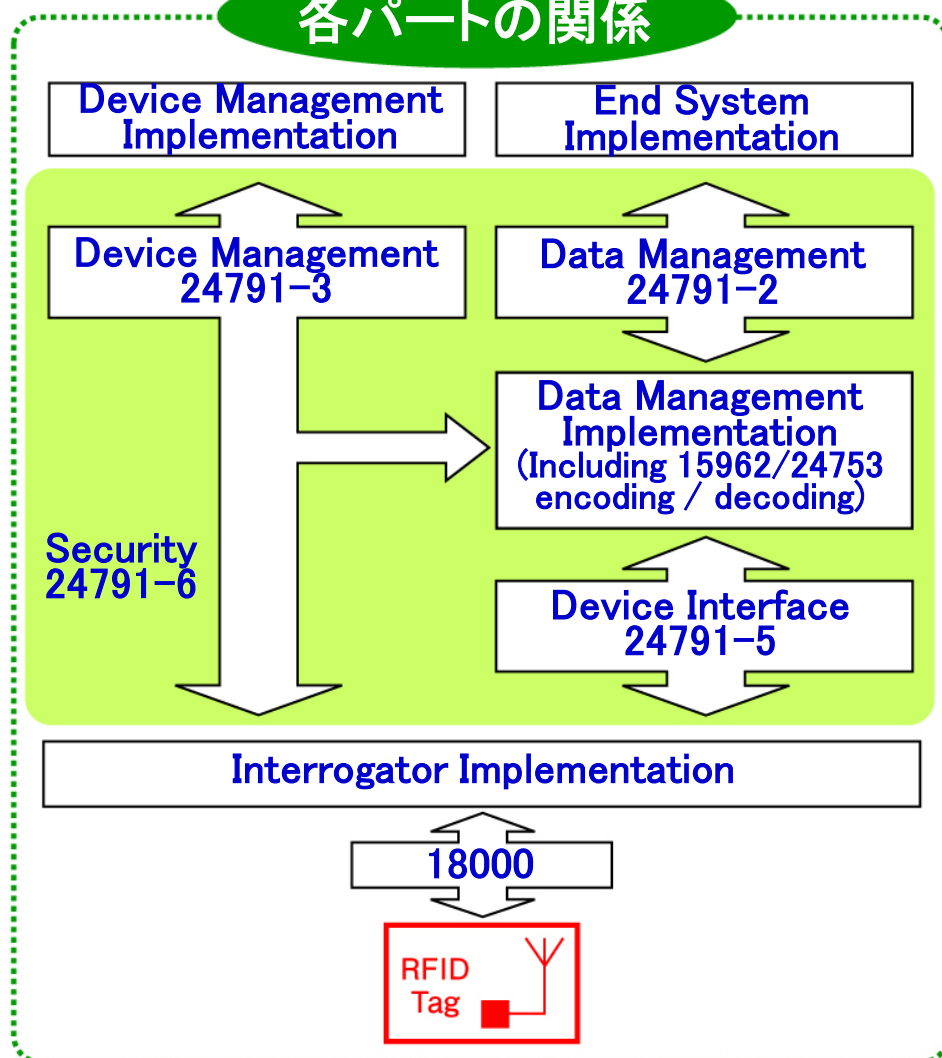 各パートの関係
Device Management
Implementation
End System
Implementation
Device Management
24791-3
Data Management
24791-2
Data Management
Implementation
(Including 15962/24753
encoding / decoding)
Security
24791-6
Device Interface
24791-5
Interrogator Implementation
18000
RFID
Tag